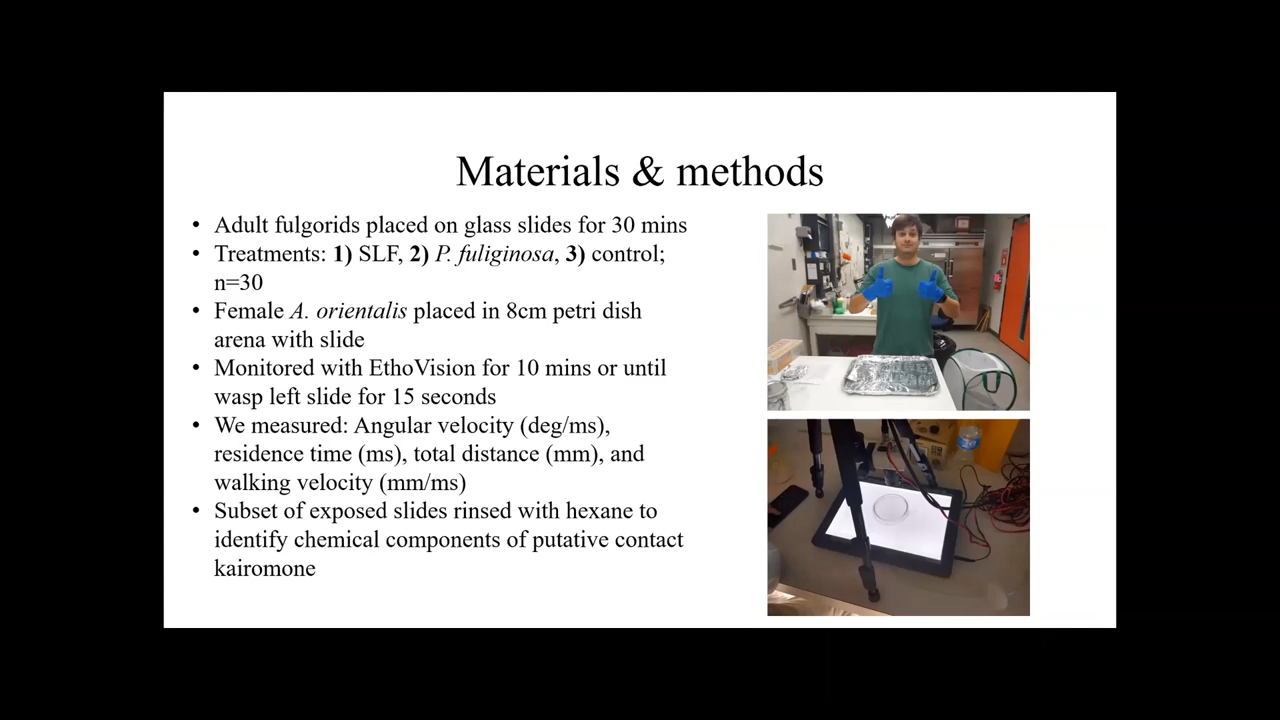 Materials & methods
• Adult fulgorids placed on glass slides for 30 mins
• Treatments: 1) SLF, 2) P. fuliginosa, 3) control;
n=30
• Female A. orientalis placed in 8cm petri dish
arena with slide
• Monitored with EthoVision for 10 mins or until
wasp left slide for 15 seconds
• We measured: Angular velocity (deg/ms),
residence time (ms), total distance (mm), and
walking velocity (mm/ms)
• Subset of exposed slides rinsed with hexane to
identify chemical components of putative contact
kairomone